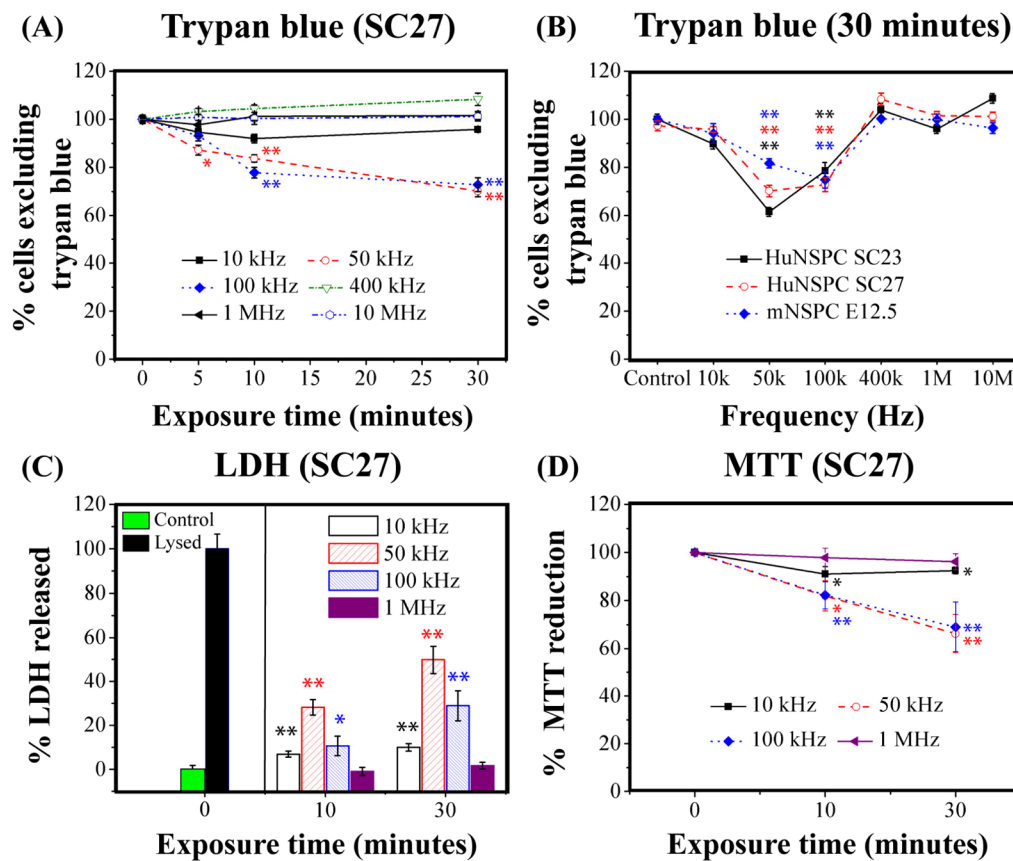 (A) Trypan blue (SC27)
% cells excluding
trypan blue
120
100
80
60
40
20
0
* ** ** ** **
10 kHz 50 kHz
100 kHz 400 kHz
1 MHz 10 MHz
0 5 10 15 20 25 30
Exposure time (minutes)
(B) Trypan blue (30 minutes)
% cells excluding
trypan blue
120
100
80
60
40
20
0
** **
** **
** **
HuNSPC SC23
HuNSPC SC27
mNSPC E12.5
Control 10k 50k 100k 400k 1M 10M
Frequency (Hz)
(C) LDH (SC27)
% LDH released
120
100
80
60
40
20
0
Control
Lysed
10 kHz
50 kHz
100 kHz
1 MHz
** ** * ** ** **
0 10 30
Exposure time (minutes)
(D) MTT (SC27)
% MTT reduction
120
100
80
60
40
20
0
* *
* **
** **
10 kHz 50 kHz
100 kHz 1 MHz
0 10 30
Exposure time (minutes)